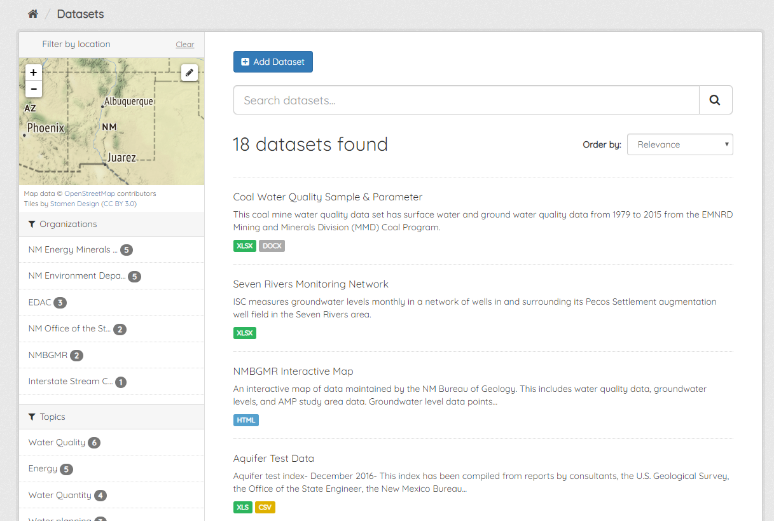 Datasets
Filter by location
Clear
+
−
AZ
Albuquerque
Phoenix
NM
Juarez
Map data © OpenStreetMap contributors
Tiles by Stamen Design (CC BY 3.0)
Organizations
NM Energy Minerals ... 5
NM Environment Depa... 5
EDAC 3
NM Office of the St... 2
NMBGMR 2
Interstate Stream C... 1
Topics
Water Quality 6
Energy 5
Water Quantity 4
Water planning
Add Dataset
Search datasets...
18 datasets found
Order by:
Relevance
Coal Water Quality Sample & Parameter
This coal mine water quality data set has surface water and ground water quality data from 1979 to 2015 from the EMNRD
Mining and Minerals Division (MMD) Coal Program.
XLSX DOCX
Seven Rivers Monitoring Network
ISC measures groundwater levels monthly in a network of wells in and surrounding its Pecos Settlement augmentation
well field in the Seven Rivers area.
XLSX
NMBGMR Interactive Map
An interactive map of data maintained by the NM Bureau of Geology. This includes water quality data, groundwater
levels, and AMP study area data. Groundwater level data points...
HTML
Aquifer Test Data
Aquifer test index- December 2016- This index has been compiled from reports by consultants, the U.S. Geological Survey,
the Office of the State Engineer, the New Mexico Bureau...
XLS CSV